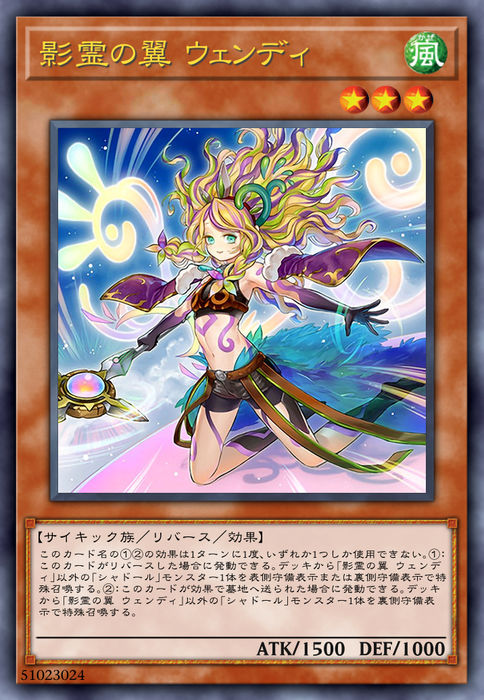 影霊の翼 ウェンディ
かぜ
風
【サイキック族／リバース／効果】
このカード名の①②の効果は1ターンに1度、いずれか1つしか使用できない。①：
このカードがリバースした場合に発動できる。デッキから「影霊の翼 ウェンデ
ィ」以外の「シャドール」モンスター1体を表側守備表示または裏側守備表示で特
殊召喚する。②：このカードが効果で墓地へ送られた場合に発動できる。デッキ
から「影霊の翼 ウェンディ」以外の「シャドール」モンスター1体を裏側守備表
示で特殊召喚する。
ATK/1500 DEF/1000
51023024